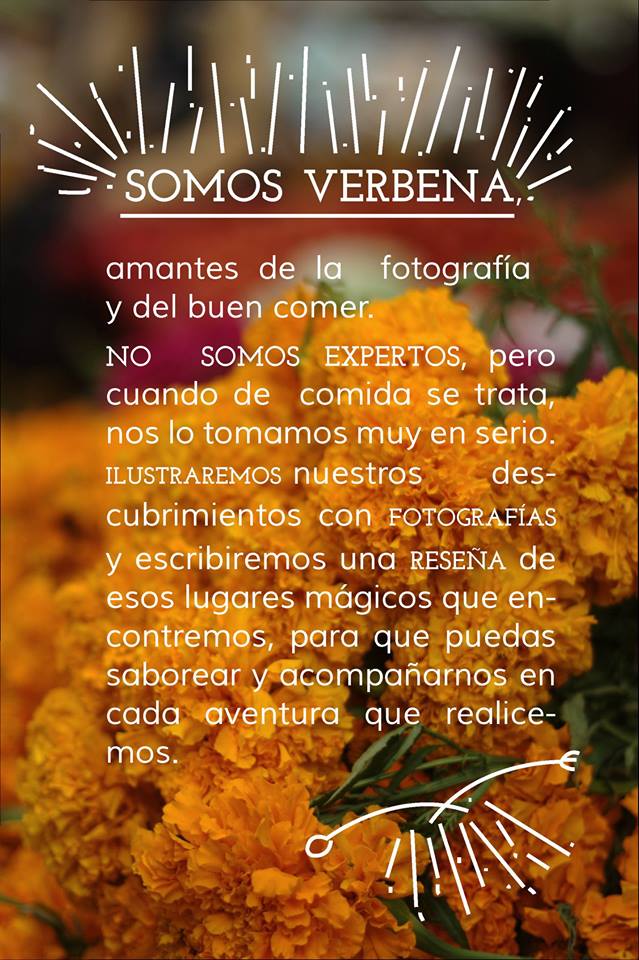 SOMOS VERBENA,
amantes de la fotografía
y del buen comer.
NO SOMOS EXPERTOS, pero
cuando de comida se trata,
nos lo tomamos muy en serio.
ILUSTRAREMOS nuestros des-
cubrimientos con FOTOGRAFÍAS
y escribiremos una RESEÑA de
esos lugares mágicos que en-
contremos, para que puedas
saborear y acompañarnos en
cada aventura que realice-
mos.